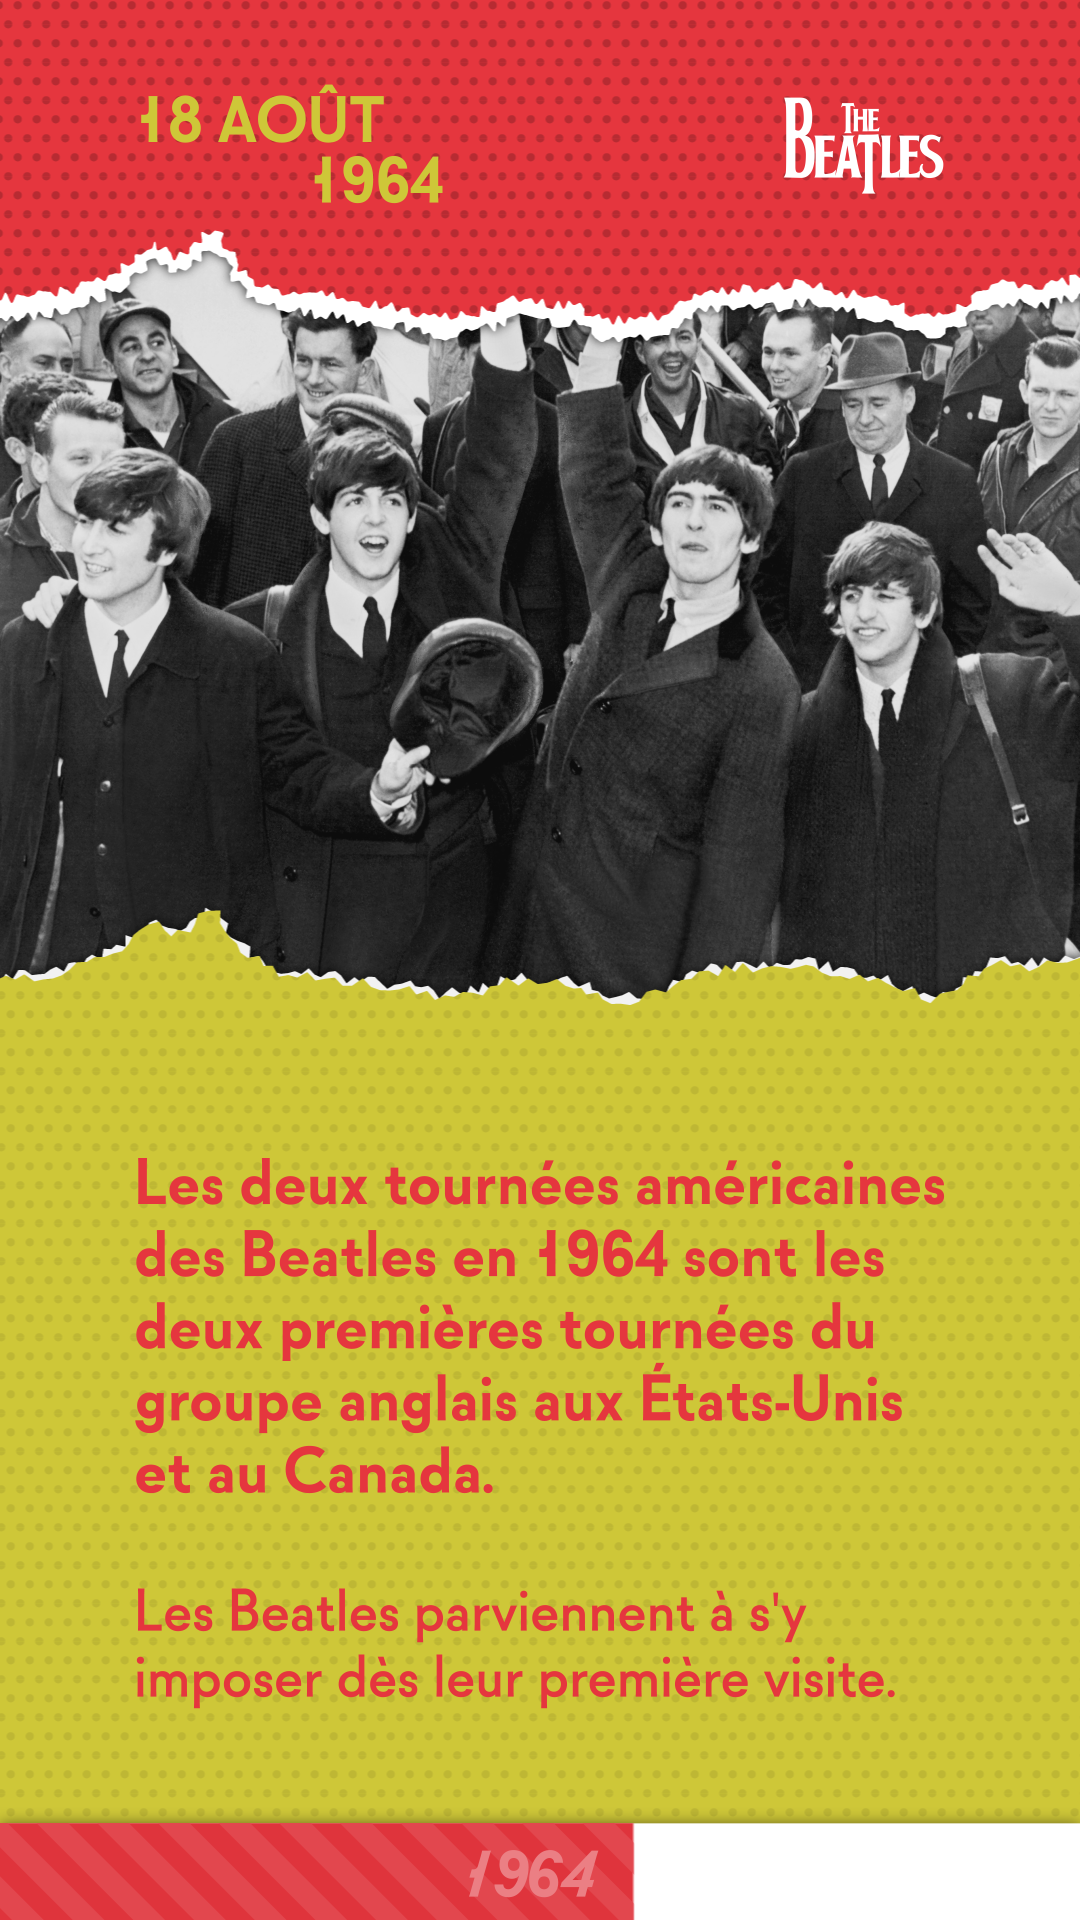 18 AOÛT
1964
THE
BEATLES
Les deux tournées américaines
des Beatles en 1964 sont les
deux premières tournées du
groupe anglais aux États-Unis
et au Canada.
Les Beatles parviennent à s'y
imposer dès leur première visite.
1964